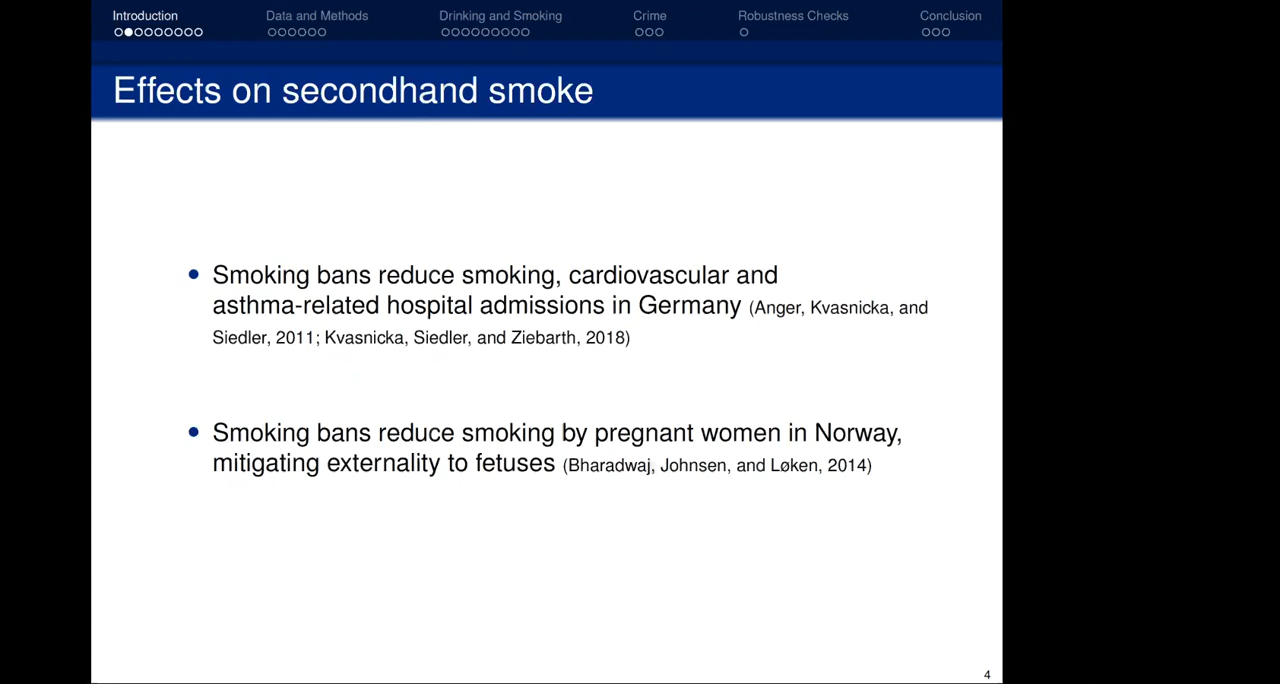 Introduction
Data and Methods
Drinking and Smoking
Crime
Robustness Checks
Conclusion
Effects on secondhand smoke
Smoking bans reduce smoking, cardiovascular and
asthma-related hospital admissions in Germany (Anger, Kvasnicka, and
Siedler, 2011; Kvasnicka, Siedler, and Ziebarth, 2018)
Smoking bans reduce smoking by pregnant women in Norway,
mitigating externality to fetuses (Bharadwaj, Johnsen, and Løken, 2014)
4